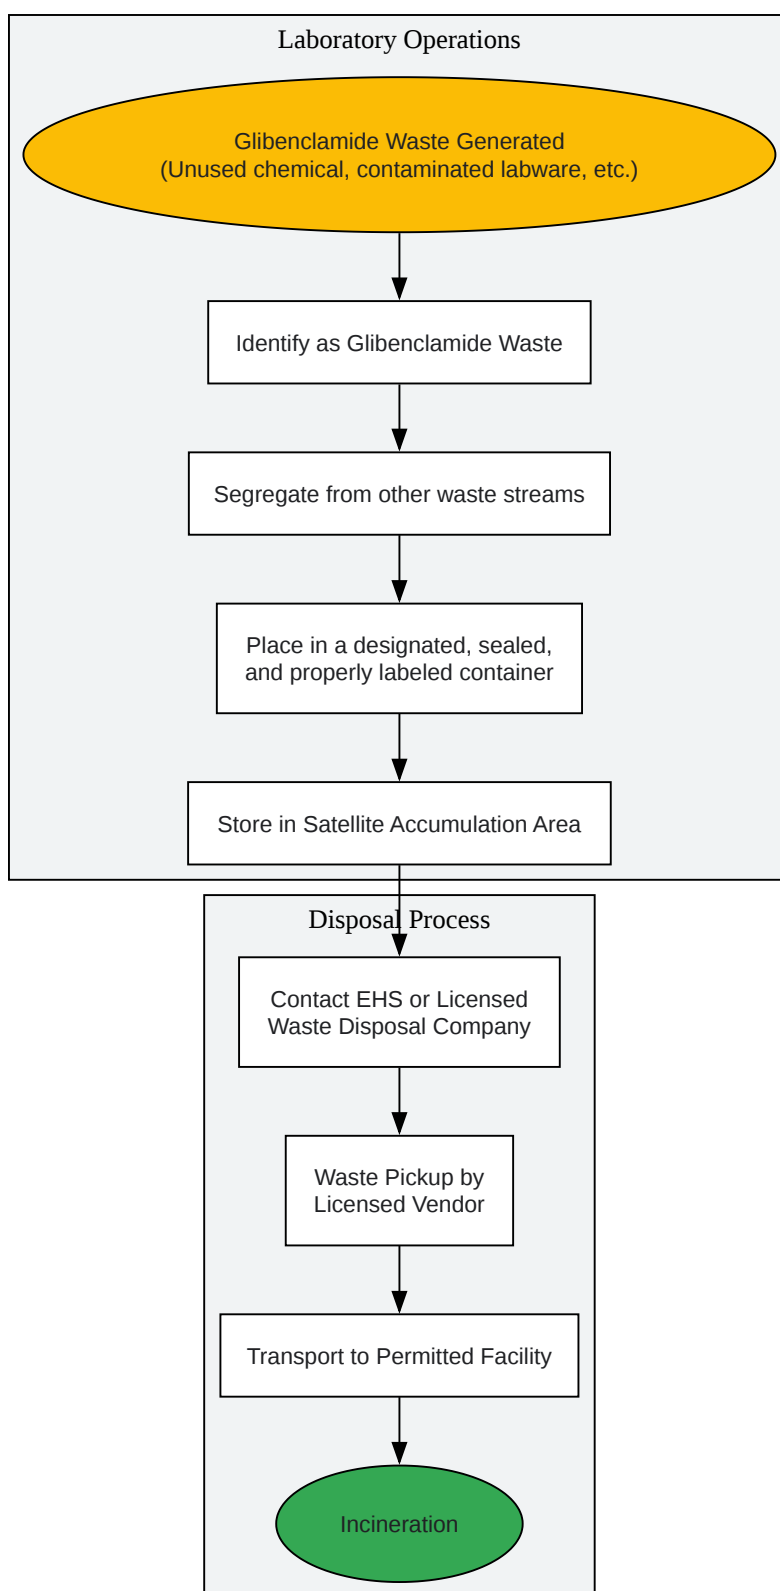 Laboratory Operations
Glibenclamide Waste Generated
(Unused chemical, contaminated labware, etc.)
Identify as Glibenclamide Waste
Segregate from other waste streams
Place in a designated, sealed,
and properly labeled container
Store in Satellite Accumulation Area
Disposal Process
Contact EHS or Licensed
Waste Disposal Company
Waste Pickup by
Licensed Vendor
Transport to Permitted Facility
Incineration